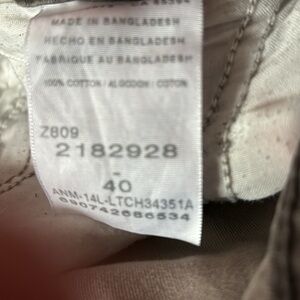 MADE IN BANGLADESH
HECHO EN BANGLADESH
FABRIQUE AU BANGLADESH
100% COTTON / ALGODON / COTON
Z809
2182928
-
40
ANM-14L-LTCH34351A
090742686534